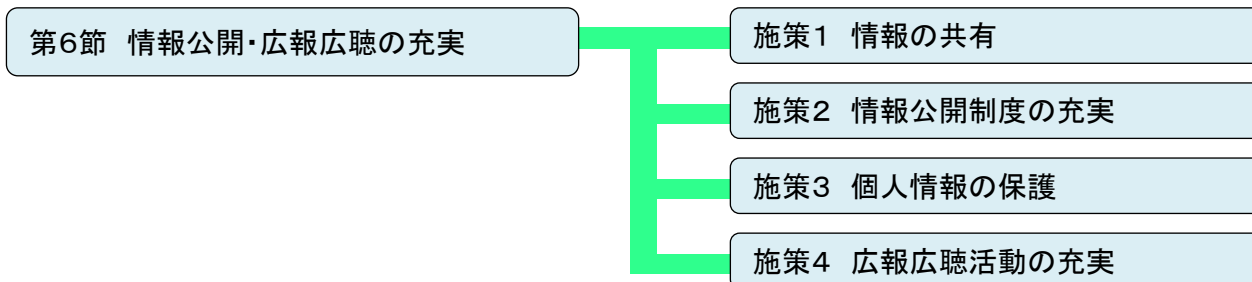 第6節 情報公開・広報広聴の充実
施策1 情報の共有
施策2 情報公開制度の充実
施策3 個人情報の保護
施策4 広報広聴活動の充実